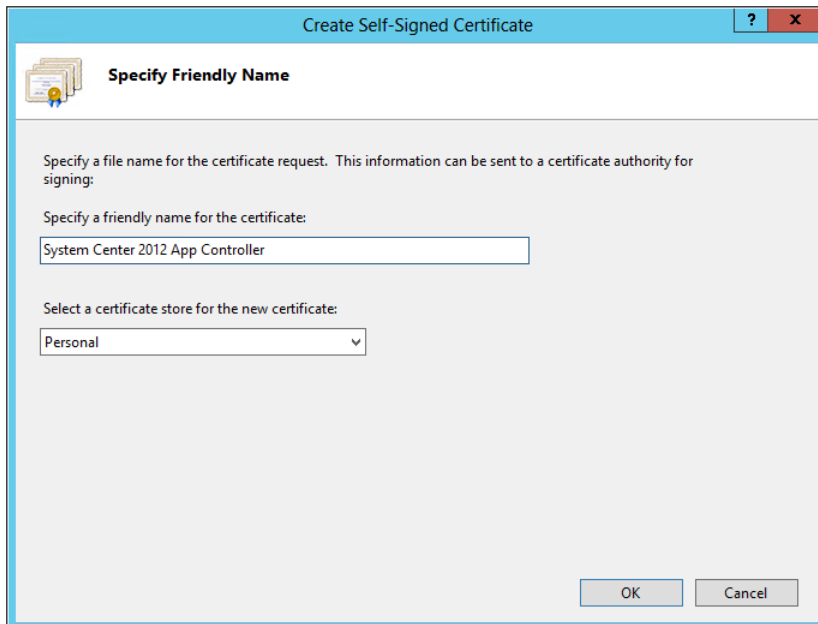 Create Self-Signed Certificate
? x
Specify Friendly Name
Specify a file name for the certificate request. This information can be sent to a certificate authority for
signing:
Specify a friendly name for the certificate:
System Center 2012 App Controller
Select a certificate store for the new certificate:
Personal
OK Cancel